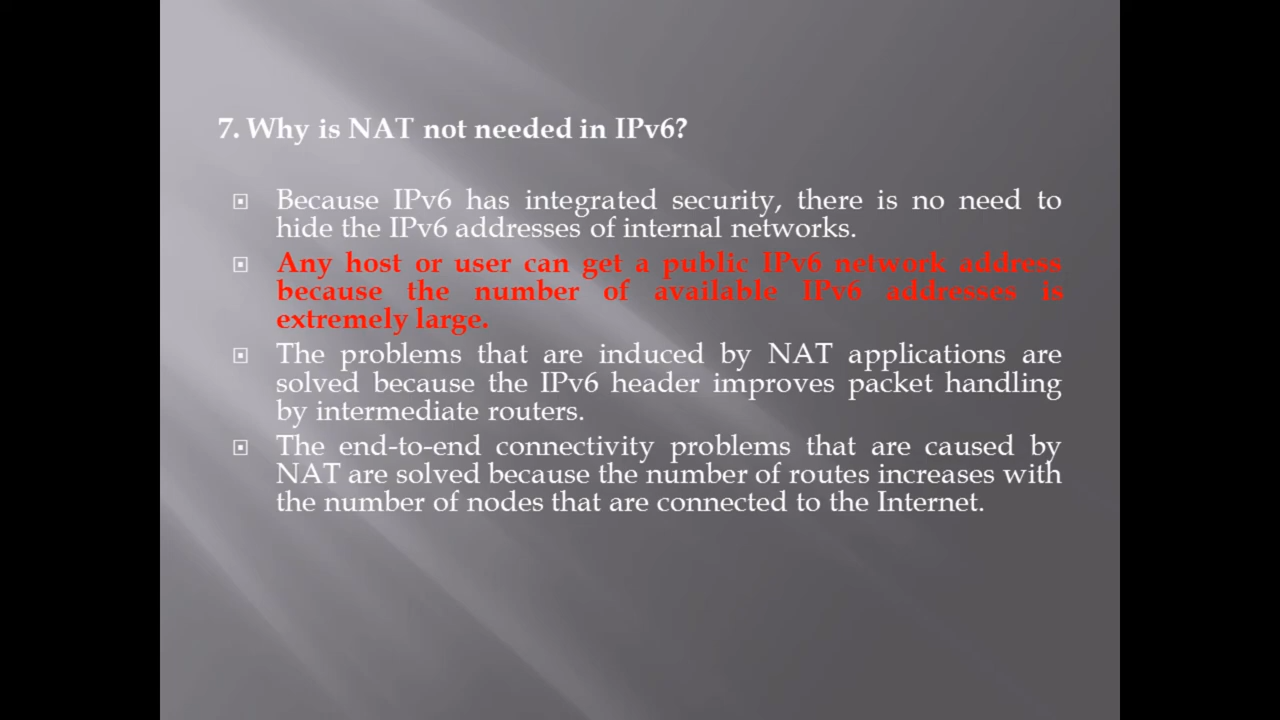 7. Why is NAT not needed in IPv6?
Because IPv6 has integrated security, there is no need to
hide the IPv6 addresses of internal networks.
Any host or user can get a public IPv6 network address
because the number of available IPv6 addresses is
extremely large.
The problems that are induced by NAT applications are
solved because the IPv6 header improves packet handling
by intermediate routers.
The end-to-end connectivity problems that are caused by
NAT are solved because the number of routes increases with
the number of nodes that are connected to the Internet.